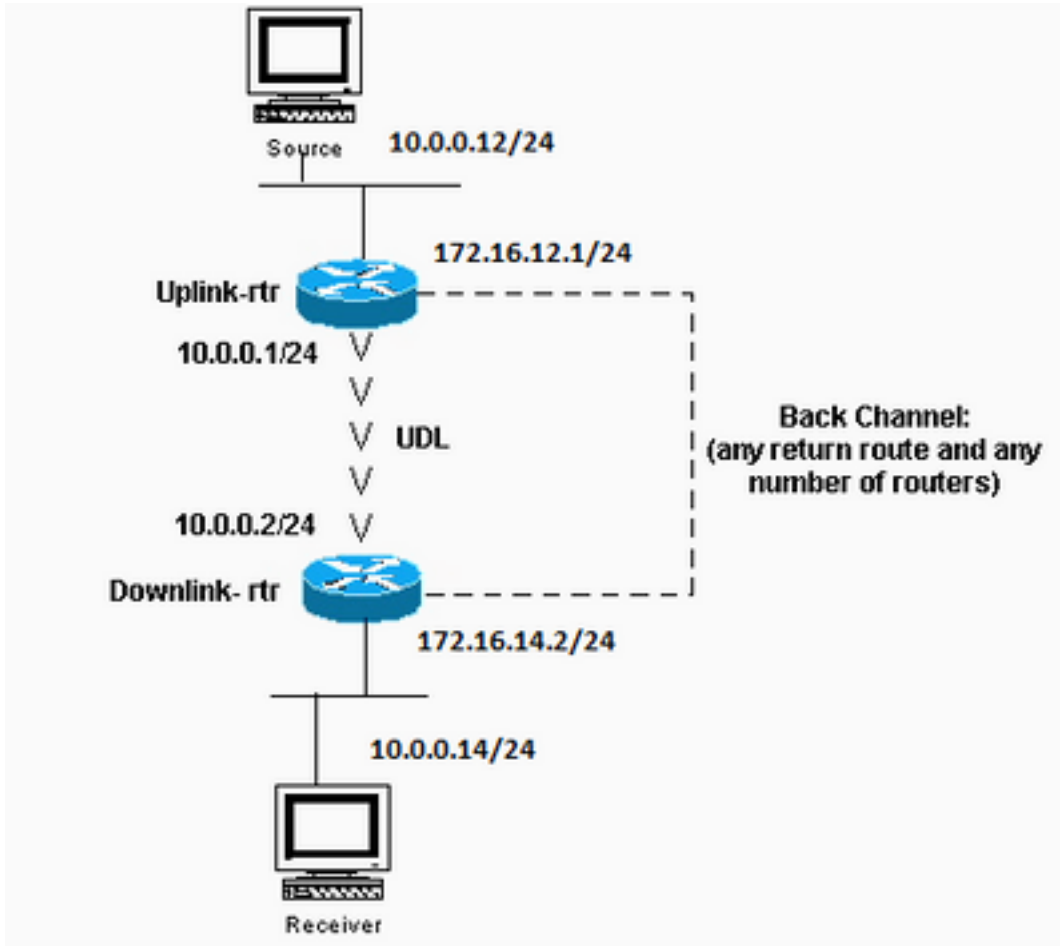 Source
10.0.0.12/24
172.16.12.1/24
Uplink-rtr
10.0.0.1/24
UDL
Back Channel:
(any return route and any
number of routers)
10.0.0.2/24
Downlink- rtr
172.16.14.2/24
10.0.0.14/24
Receiver